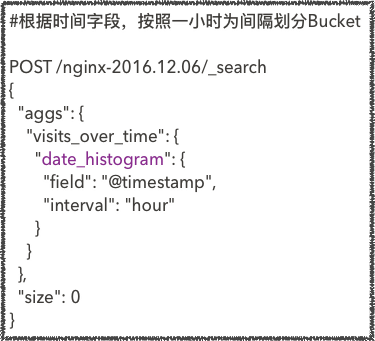 #根据时间字段，按照一小时为间隔划分Bucket
POST /nginx-2016.12.06/_search
{
  "aggs": {
    "visits_over_time": {
      "date_histogram": {
        "field": "@timestamp",
        "interval": "hour"
      }
    }
  },
  "size": 0
}